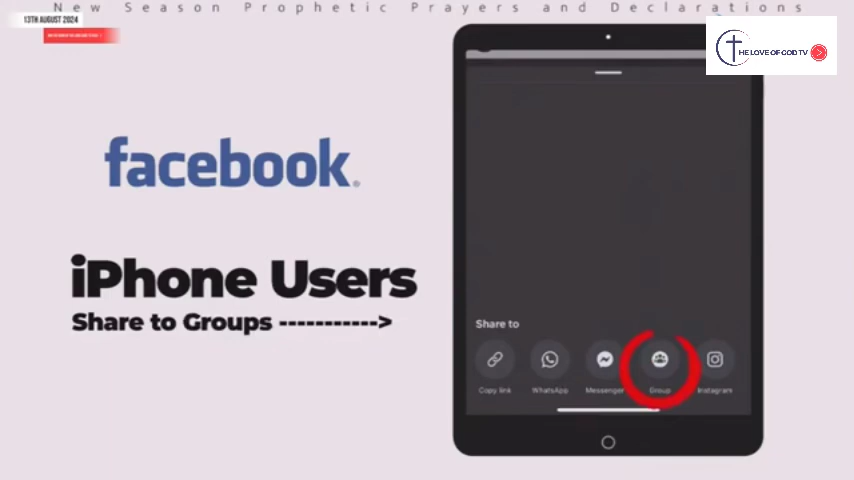 New Season Prophetic Prayers and Declarations
13TH AUGUST 2024
THE LOVE OF GOD TV
facebook®
iPhone Users
Share to Groups ----------->
Share to
Copy link
WhatsApp
Messenger
Group
Instagram